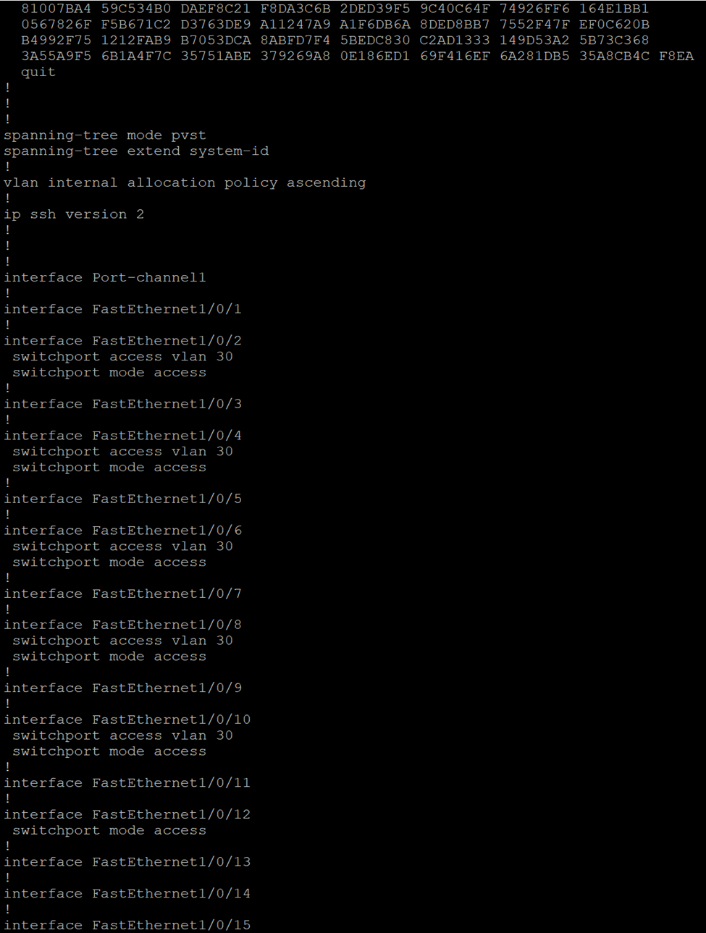 81007BA4 59C534B0 DAEF8C21 F8DA3C6B 2DED39F5 9C40C64F 74926FF6 164E1BB1
0567826F F5B671C2 D3763DE9 A11247A9 A1F6DB6A 8DED8BB7 7552F47F EF0C620B
B4992F75 1212FAB9 B7053DCA 8ABFD7F4 5BEDC830 C2AD1333 149D53A2 5B73C368
3A55A9F5 6B1A4F7C 35751ABE 379269A8 0E186ED1 69F416EF 6A281DB5 35A8CB4C F8EA
quit
!
!
!
spanning-tree mode pvst
spanning-tree extend system-id
!
vlan internal allocation policy ascending
!
ip ssh version 2
!
!
!
interface Port-channel1
!
interface FastEthernet1/0/1
!
interface FastEthernet1/0/2
switchport access vlan 30
switchport mode access
!
interface FastEthernet1/0/3
!
interface FastEthernet1/0/4
switchport access vlan 30
switchport mode access
!
interface FastEthernet1/0/5
!
interface FastEthernet1/0/6
switchport access vlan 30
switchport mode access
!
interface FastEthernet1/0/7
!
interface FastEthernet1/0/8
switchport access vlan 30
switchport mode access
!
interface FastEthernet1/0/9
!
interface FastEthernet1/0/10
switchport access vlan 30
switchport mode access
!
interface FastEthernet1/0/11
!
interface FastEthernet1/0/12
switchport mode access
!
interface FastEthernet1/0/13
!
interface FastEthernet1/0/14
!
interface FastEthernet1/0/15